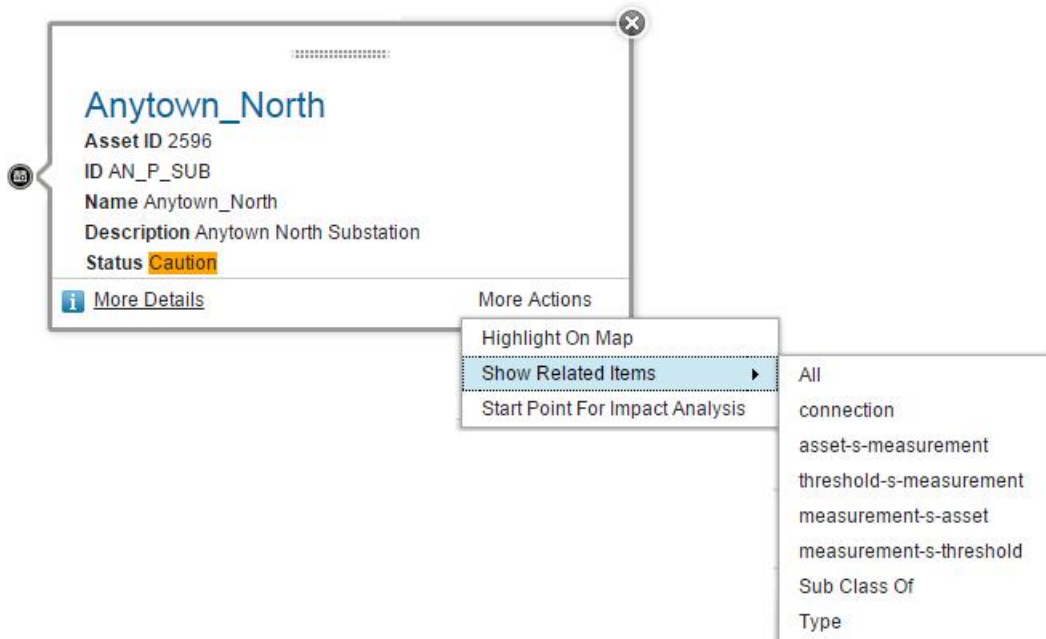 Anytown_North
Asset ID 2596
ID AN_P_SUB
Name Anytown_North
Description Anytown North Substation
Status Caution
More Details
More Actions
Highlight On Map
Show Related Items
Start Point For Impact Analysis
All
connection
asset-s-measurement
threshold-s-measurement
measurement-s-asset
measurement-s-threshold
Sub Class Of
Type